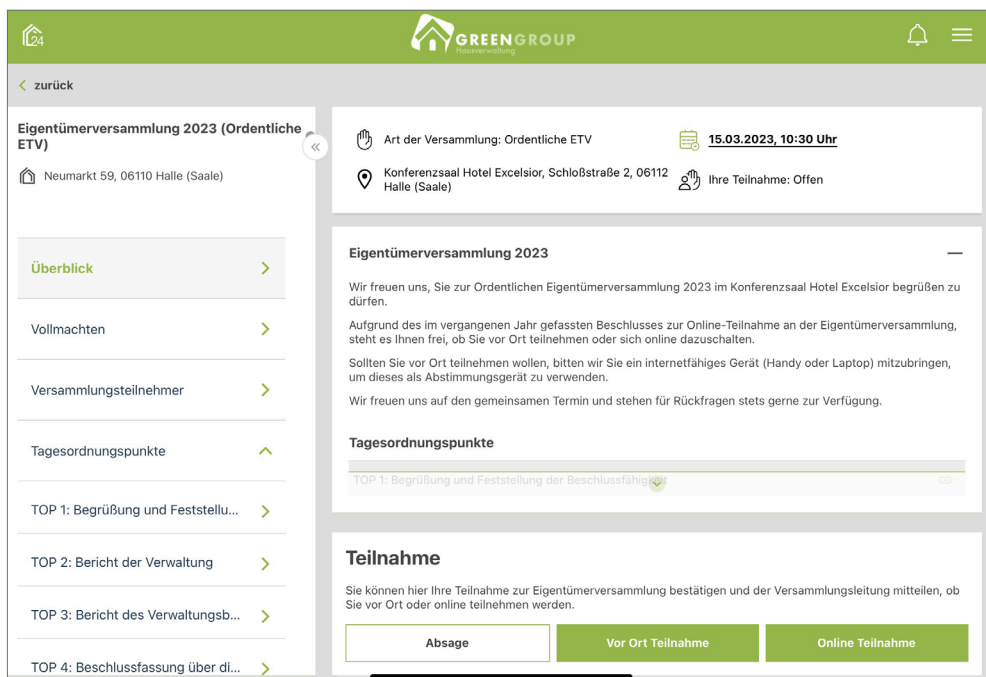 24
GREENGROUP
Hausverwaltung
zurück
Eigentümerversammlung 2023 (Ordentliche
ETV)
Neumarkt 59, 06110 Halle (Saale)
Überblick
Vollmachten
Versammlungsteilnehmer
Tagesordnungspunkte
TOP 1: Begrüßung und Feststellu...
TOP 2: Bericht der Verwaltung
TOP 3: Bericht des Verwaltungsb...
TOP 4: Beschlussfassung über di...
Art der Versammlung: Ordentliche ETV
15.03.2023, 10:30 Uhr
Konferenzsaal Hotel Excelsior, Schloßstraße 2, 06112
Halle (Saale)
Ihre Teilnahme: Offen
Eigentümerversammlung 2023
Wir freuen uns, Sie zur Ordentlichen Eigentümerversammlung 2023 im Konferenzsaal Hotel Excelsior begrüßen zu
dürfen.
Aufgrund des im vergangenen Jahr gefassten Beschlusses zur Online-Teilnahme an der Eigentümerversammlung,
steht es Ihnen frei, ob Sie vor Ort teilnehmen oder sich online dazuschalten.
Sollten Sie vor Ort teilnehmen wollen, bitten wir Sie ein internetfähiges Gerät (Handy oder Laptop) mitzubringen,
um dieses als Abstimmungsgerät zu verwenden.
Wir freuen uns auf den gemeinsamen Termin und stehen für Rückfragen stets gerne zur Verfügung.
Tagesordnungspunkte
TOP 1: Begrüßung und Feststellung der Beschlussfähigkeit
Teilnahme
Sie können hier Ihre Teilnahme zur Eigentümerversammlung bestätigen und der Versammlungsleitung mitteilen, ob
Sie vor Ort oder online teilnehmen werden.
Absage
Vor Ort Teilnahme
Online Teilnahme